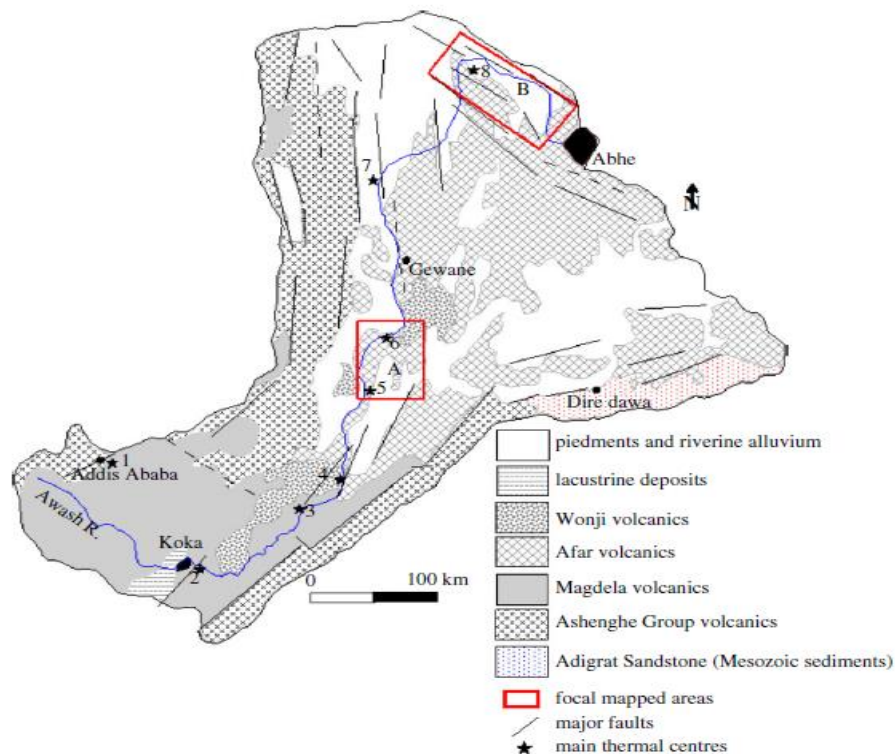 8
B
Abhe
7
N
Gewane
6
A
5
Dire dawa
1
Addis Ababa
4
3
Awash R.
Koka
2
0 100 km
piedments and riverine alluvium
lacustrine deposits
Wonji volcanics
Afar volcanics
Magdela volcanics
Ashenghe Group volcanics
Adigrat Sandstone (Mesozoic sediments)
focal mapped areas
major faults
main thermal centres